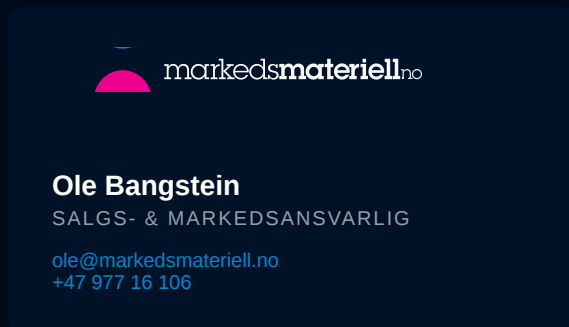 markedsmateriell.no
Ole Bangstein
SALGS- & MARKEDSANSVARLIG
ole@markedsmateriell.no
+47 977 16 106